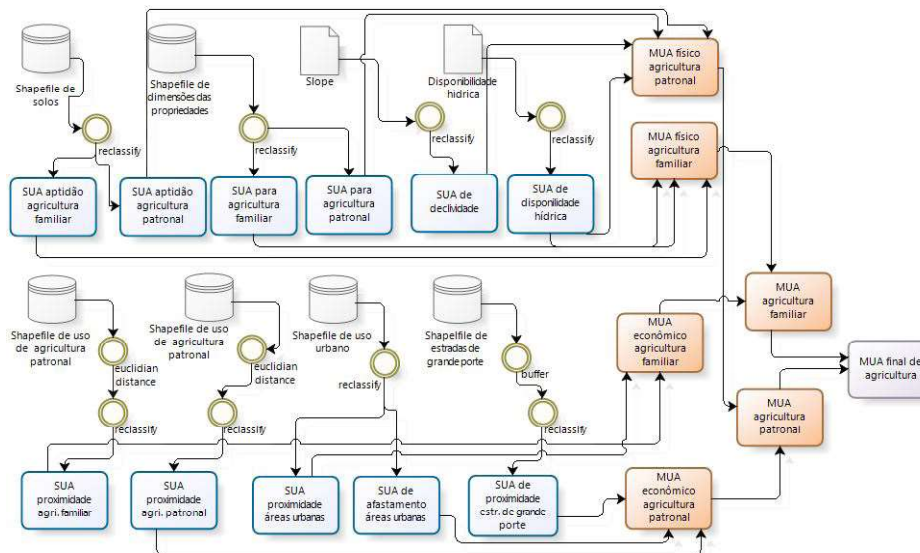 Shapefile de
solos
Shapefile de
dimensões das
propriedades
Slope
Disponibilidade
hidrica
MUA físico
agricultura
patronal
reclassify
reclassify
reclassify
reclassify
MUA físico
agricultura
familiar
SUA aptidão
agricultura
familiar
SUA aptidão
agricultura
patronal
SUA para
agricultura
familiar
SUA para
agricultura
patronal
SUA de
declividade
SUA de
disponilidade
hídrica
Shapefile de uso
de agricultura
patronal
Shapefile de uso
de agricultura
patronal
Shapefile de uso
urbano
Shapelfile de
estradas de
grande porte
MUA
econômico
agricultura
familiar
MUA
agricultura
familiar
MUA final de
agricultura
euclidian
distance
euclidian
distance
reclassify
buffer
reclassify
reclassify
reclassify
MUA
agricultura
patronal
SUA
proximidade
agri. familiar
SUA
proximidade
agri. patronal
SUA
proximidade
áreas urbanas
SUA de
afastamento
áreas urbanas
SUA de
proximidade
estr. de grande
porte
MUA
econômico
agricultura
patronal